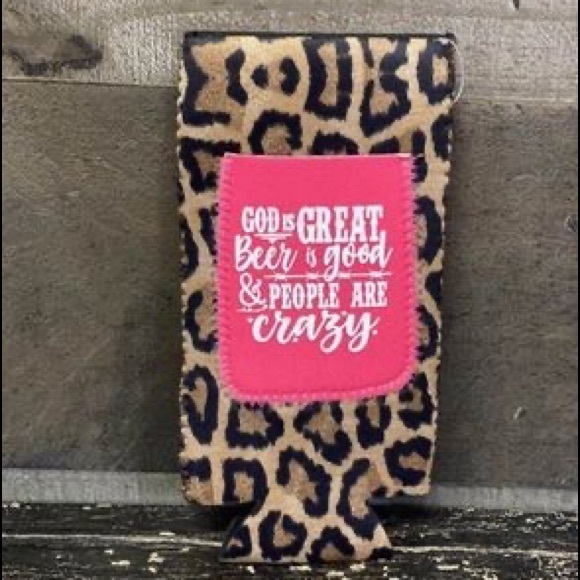 GOD IS GREAT
Beer is good
& PEOPLE ARE
crazy.